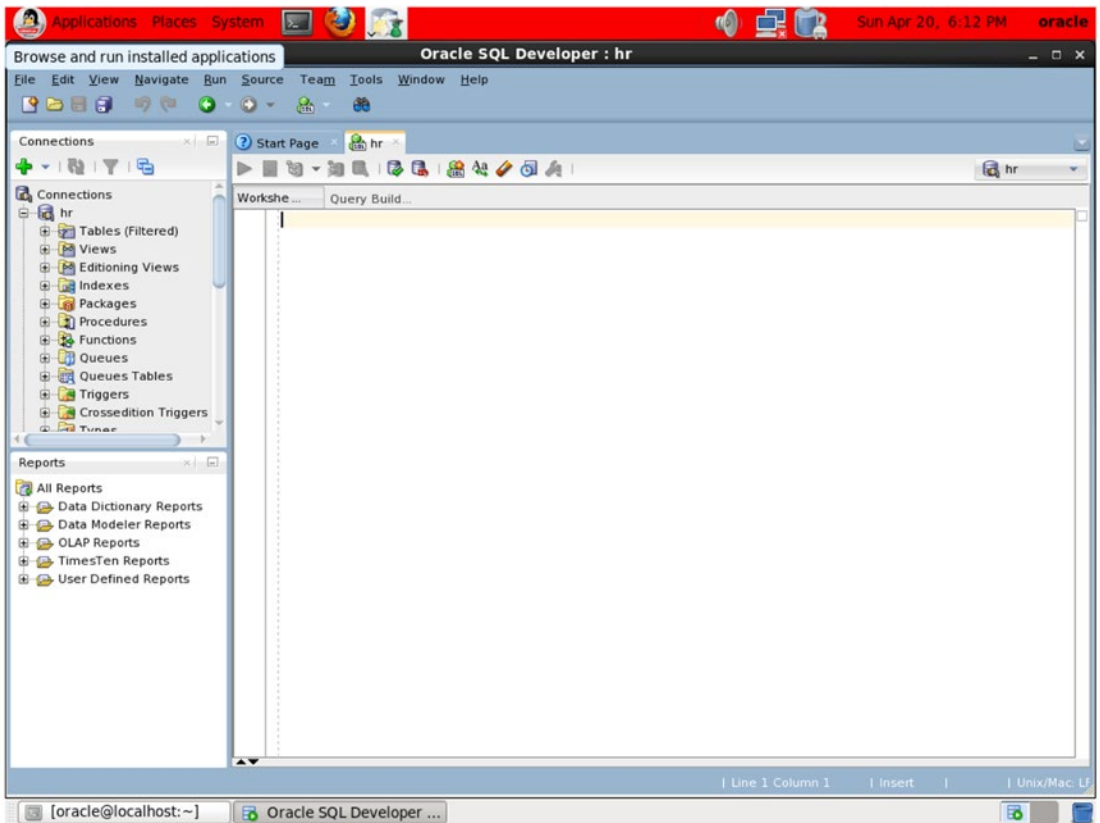 Applications Places System Sun Apr 20, 6:12 PM oracle
Browse and run installed applications Oracle SQL Developer : hr
File Edit View Navigate Run Source Team Tools Window Help
Connections
Start Page hr
hr
Connections
Workshe... Query Build...
hr
Tables (Filtered)
Views
Editioning Views
Indexes
Packages
Procedures
Functions
Queues
Queues Tables
Triggers
Crossedition Triggers
Types
Reports
All Reports
Data Dictionary Reports
Data Modeler Reports
OLAP Reports
TimesTen Reports
User Defined Reports
| Line 1 Column 1 | Insert | | Unix/Mac: LF
[oracle@localhost:~] Oracle SQL Developer ...